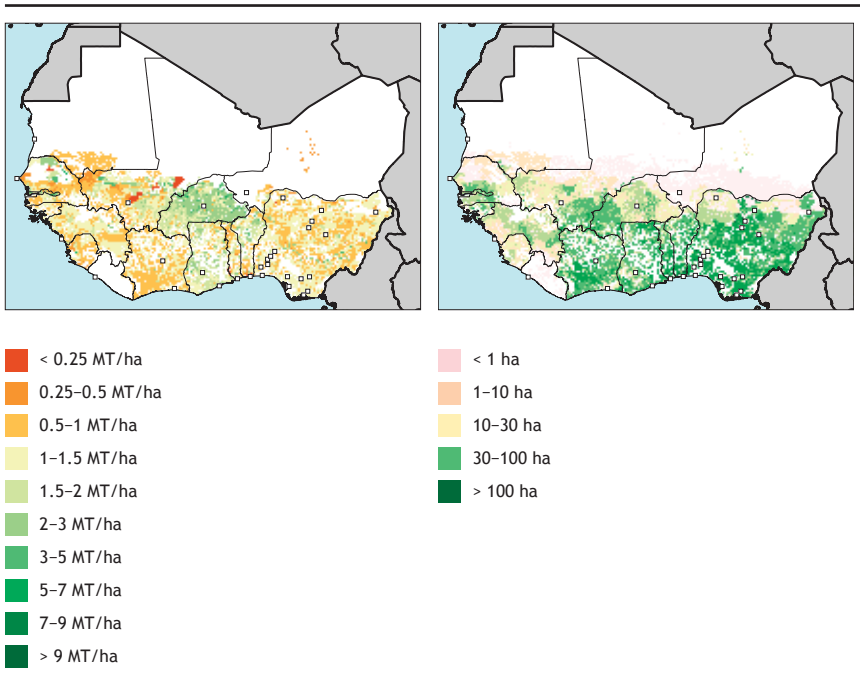 < 0.25 MT/ha
0.25–0.5 MT/ha
0.5–1 MT/ha
1–1.5 MT/ha
1.5–2 MT/ha
2–3 MT/ha
3–5 MT/ha
5–7 MT/ha
7–9 MT/ha
> 9 MT/ha
< 1 ha
1–10 ha
10–30 ha
30–100 ha
> 100 ha